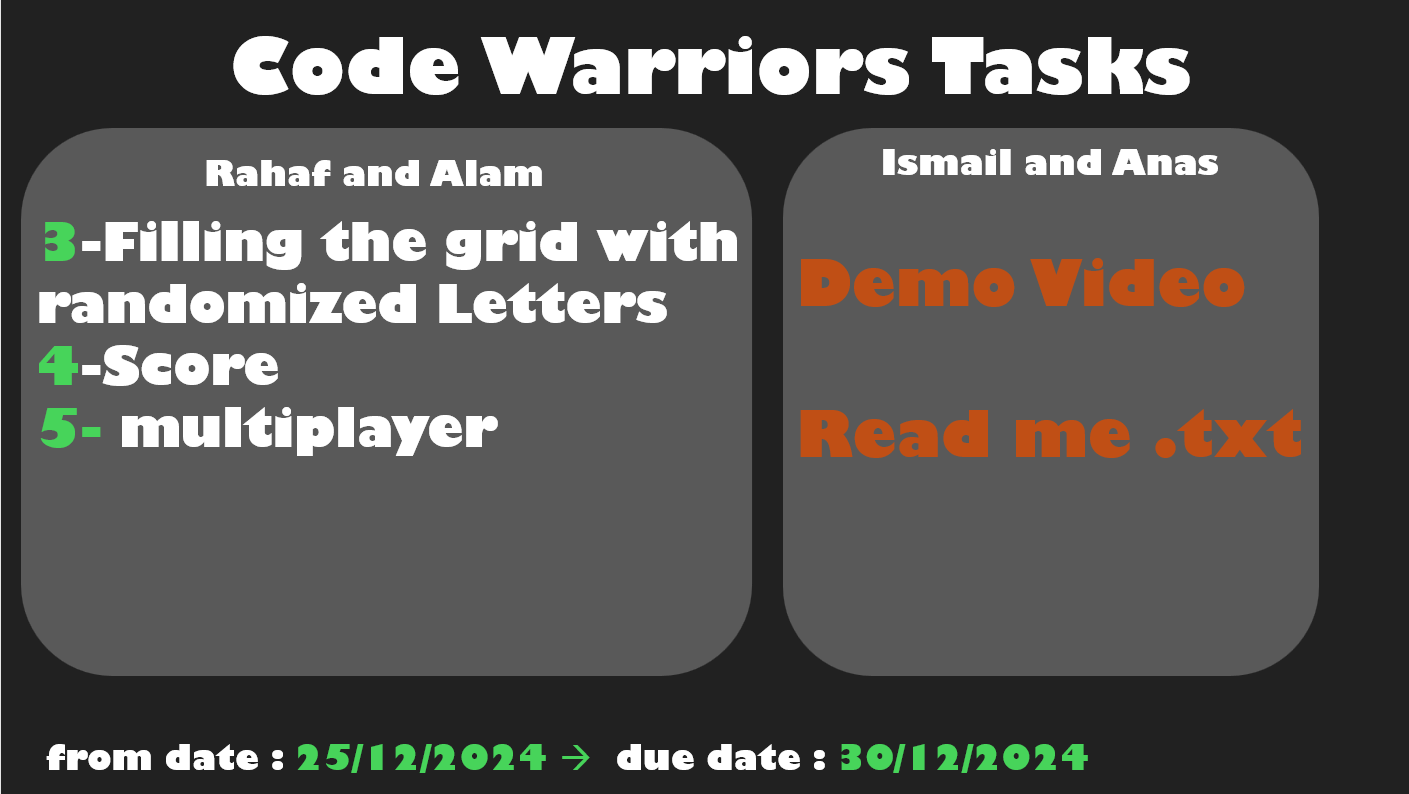 Code Warriors Tasks
Rahaf and Alam
3-Filling the grid with
randomized Letters
4-Score
5- multiplayer
Ismail and Anas
Demo Video
Read me .txt
from date : 25/12/2024 → due date : 30/12/2024